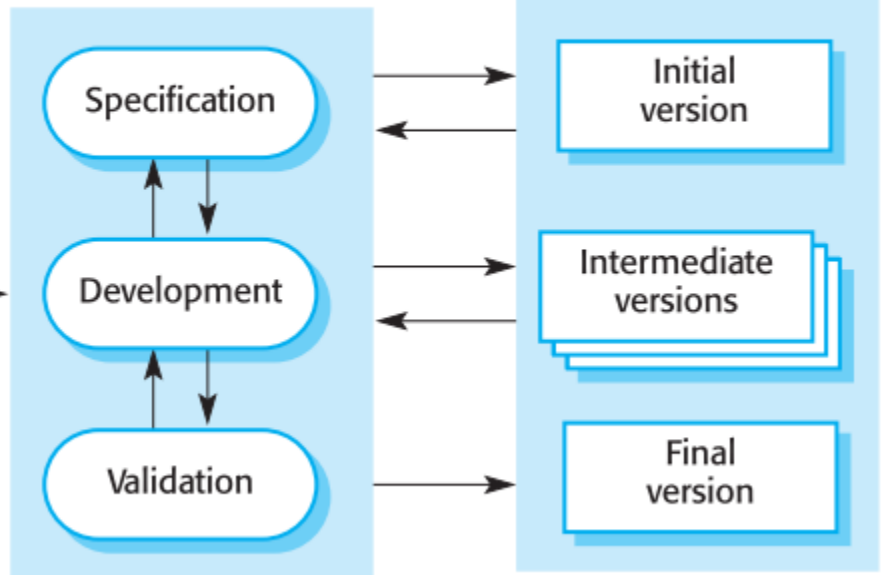 Specification
Initial
version
Development
Intermediate
versions
Validation
Final
version